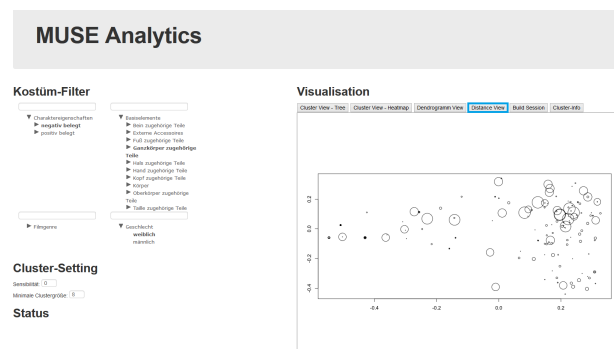 MUSE Analytics
Kostüm-Filter
▼ Charaktereigenschaften
▶ negativ belegt
▶ positiv belegt
▼ Basiselemente
▶ Bein zugehörige Teile
▶ Externe Accessoires
▶ Fuß zugehörige Teile
▶ Ganzkörper zugehörige
Teile
▶ Hals zugehörige Teile
▶ Hand zugehörige Teile
▶ Kopf zugehörige Teile
▶ Körper
▶ Oberkörper zugehörige
Teile
▶ Taille zugehörige Teile
▶ Filmgenre
▼ Geschlecht
weiblich
männlich
Cluster-Setting
Sensibilität: 0
Minimale Clustergröße: 8
Status
Visualisation
Cluster View - Tree Cluster View - Heatmap Dendrogramm View Distance View Build Session Cluster-Info
0.2
0.0
-0.2
-0.4
-0.4 -0.2 0.0 0.2